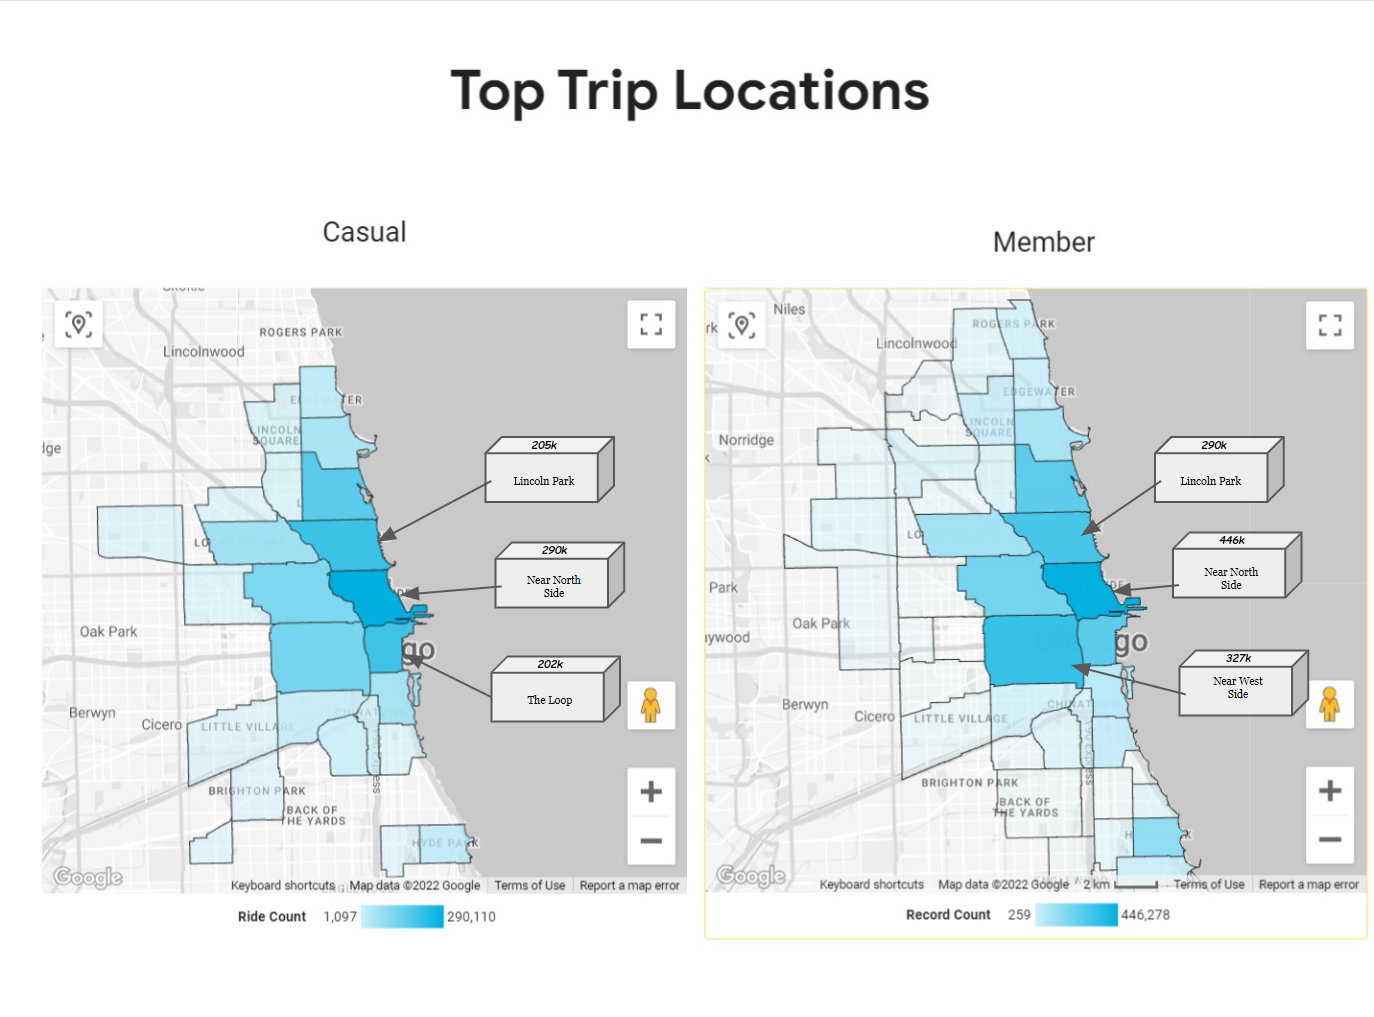 Top Trip Locations
Casual
Member
ROGERS PARK
Lincolnwood
LINCOLN
SQUARE
205k
Lincoln Park
290k
Near North
Side
go
202k
The Loop
Oak Park
Berwyn
Cicero
LITTLE VILLAGE
BRIGHTON PARK
BACK OF
THE YARDS
HYDE PARK
Google
Keyboard shortcuts
Map data ©2022 Google
Terms of Use
Report a map error
Ride Count 1,097 290,110
Niles
ROGERS PARK
Lincolnwood
EDGEWATER
LINCOLN
SQUARE
Norridge
290k
Lincoln Park
446k
Near North
Side
Park
Oak Park
ywood
go
327k
Near West
Side
Berwyn
Cicero
LITTLE VILLAGE
BRIGHTON PARK
BACK OF
THE YARDS
Google
Keyboard shortcuts
Map data ©2022 Google
2 km
Terms of Use
Report a map error
Record Count 259 446,278